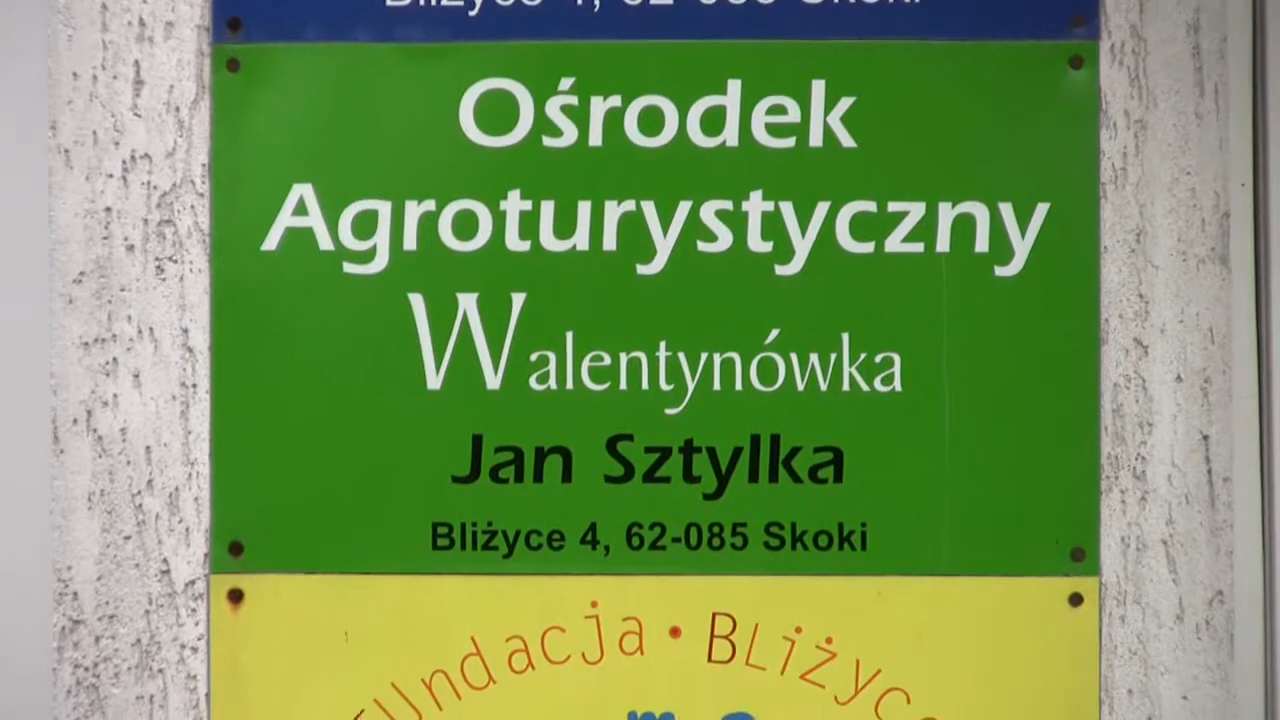 Bliżyce 4, 62-085 Skoki
Ośrodek
Agroturystyczny
Walentynówka
Jan Sztylka
Bliżyce 4, 62-085 Skoki
Fundacja • Bliżyce